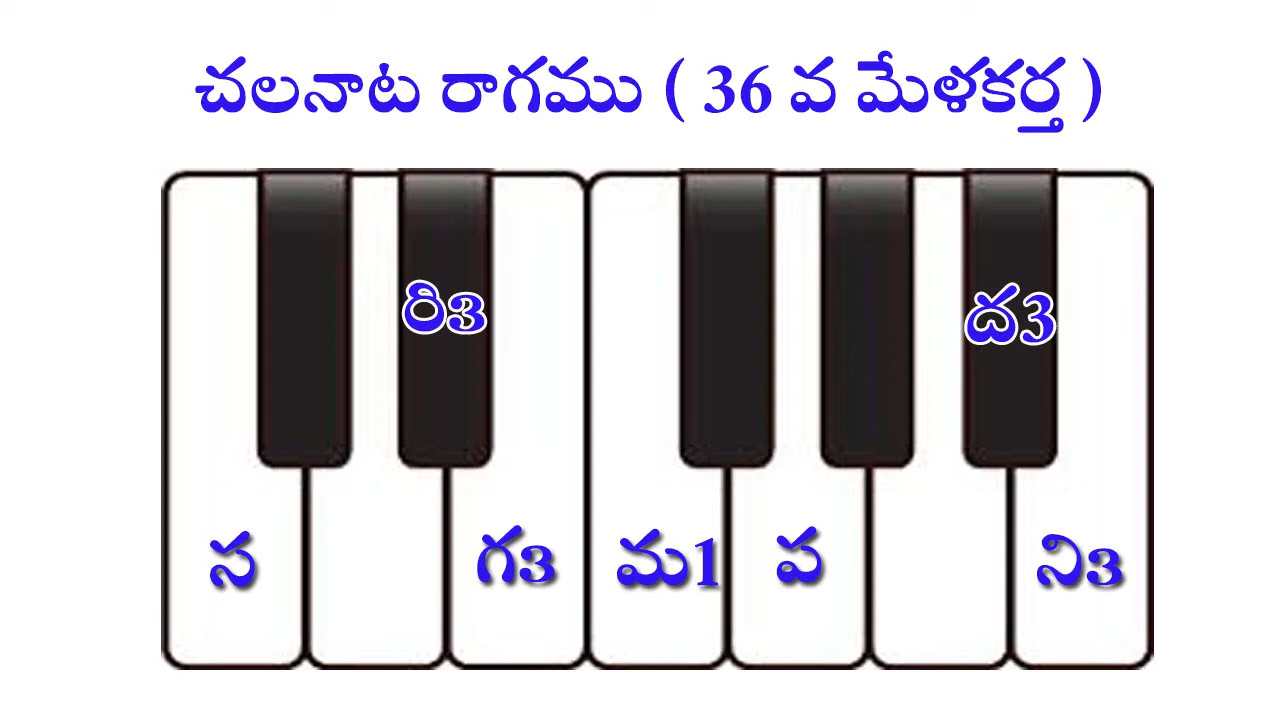 చలనాట రాగము ( 36 వ మేళకర్త )
రి3 ద3
స గ3 మ1 ప ని3